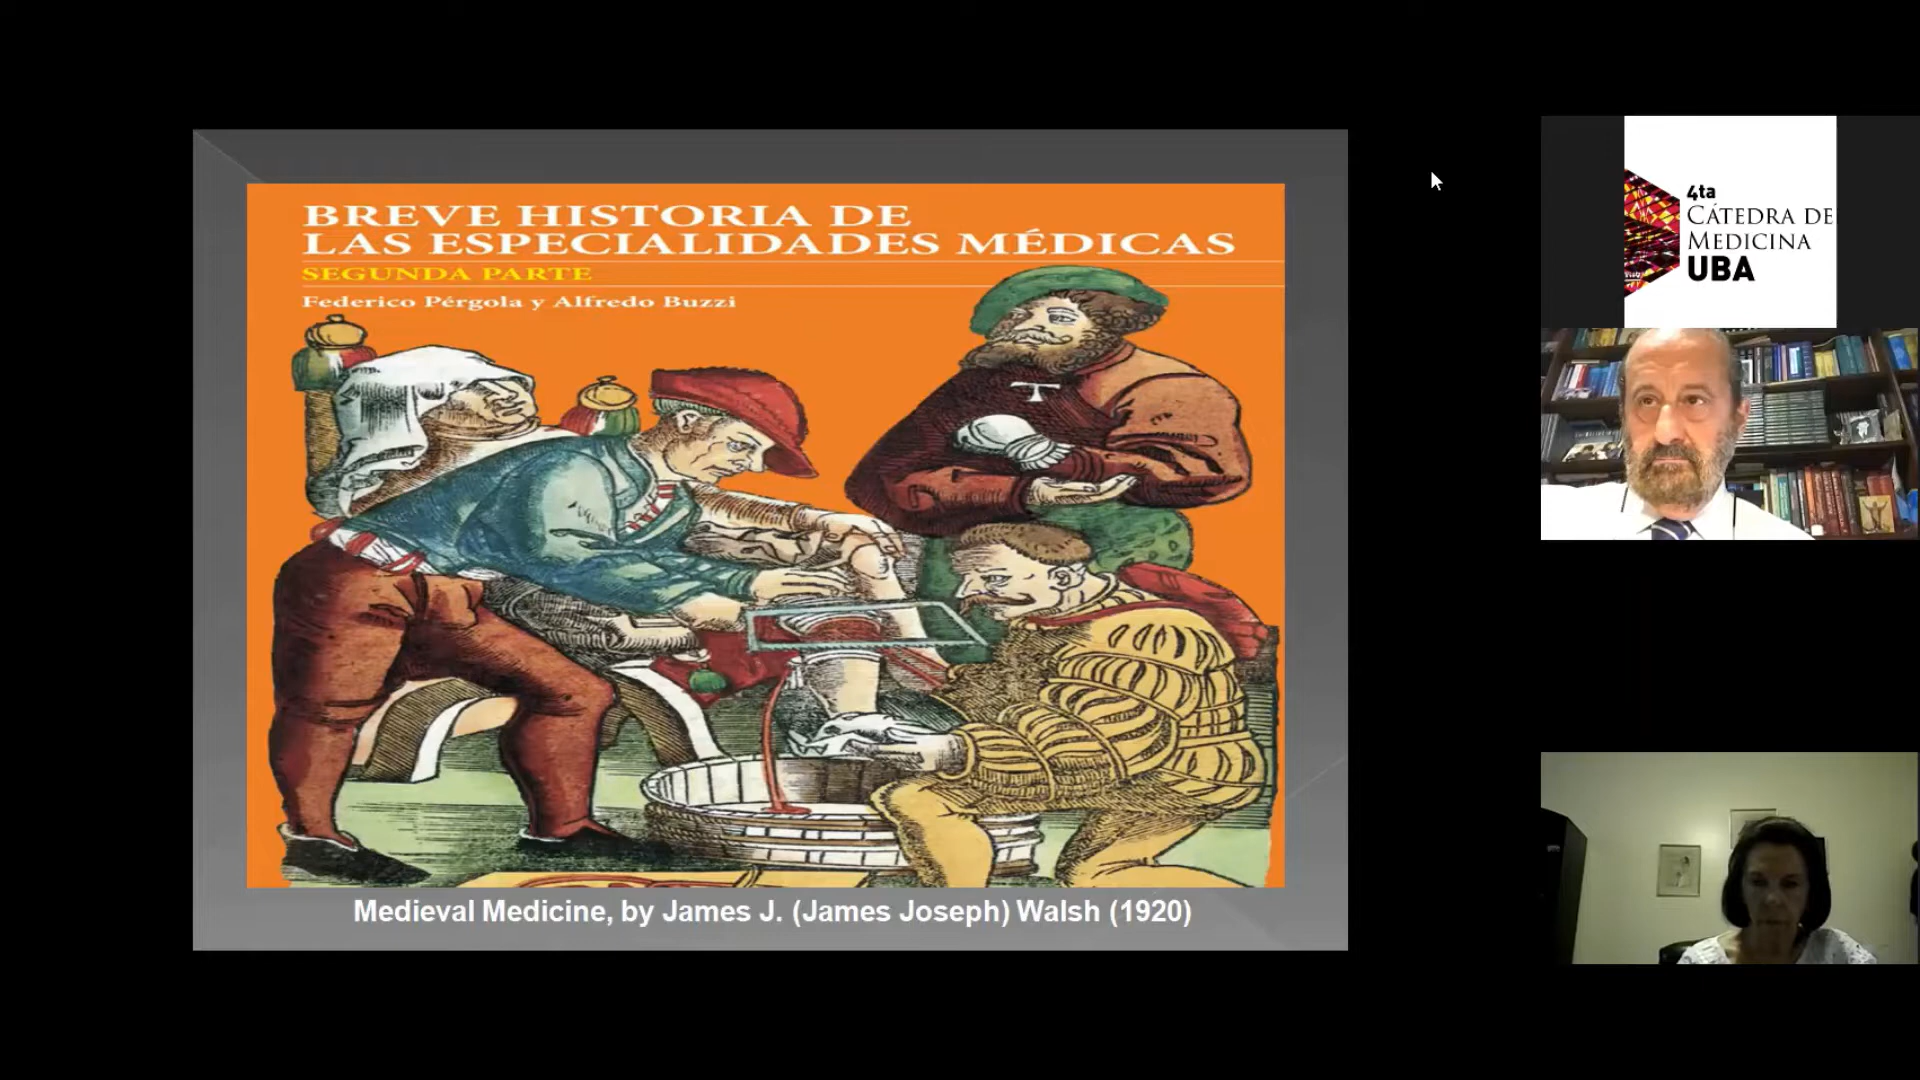 BREVE HISTORIA DE
LAS ESPECIALIDADES MÉDICAS
SEGUNDA PARTE
Federico Pérgola y Alfredo Buzzi
T
Medieval Medicine, by James J. (James Joseph) Walsh (1920)
4ta
CÁTEDRA DE
MEDICINA
UBA